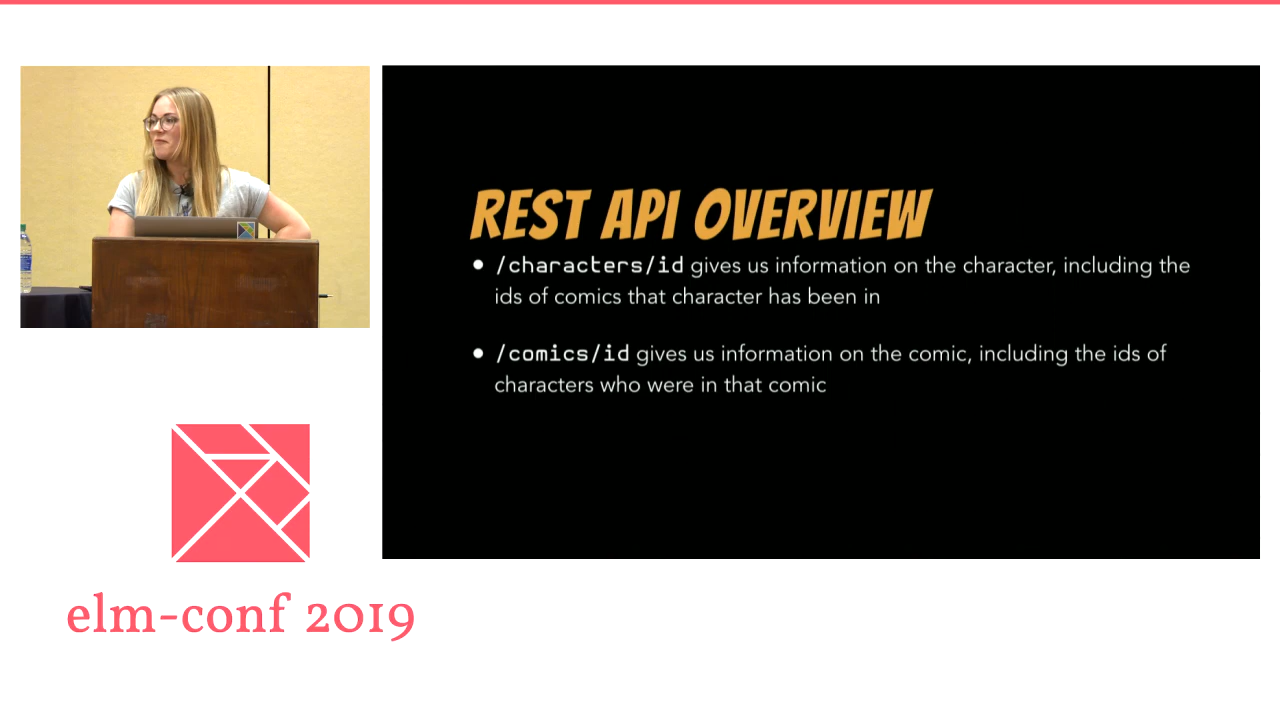 REST API OVERVIEW
• /characters/id gives us information on the character, including the
ids of comics that character has been in
• /comics/id gives us information on the comic, including the ids of
characters who were in that comic
elm-conf 2019